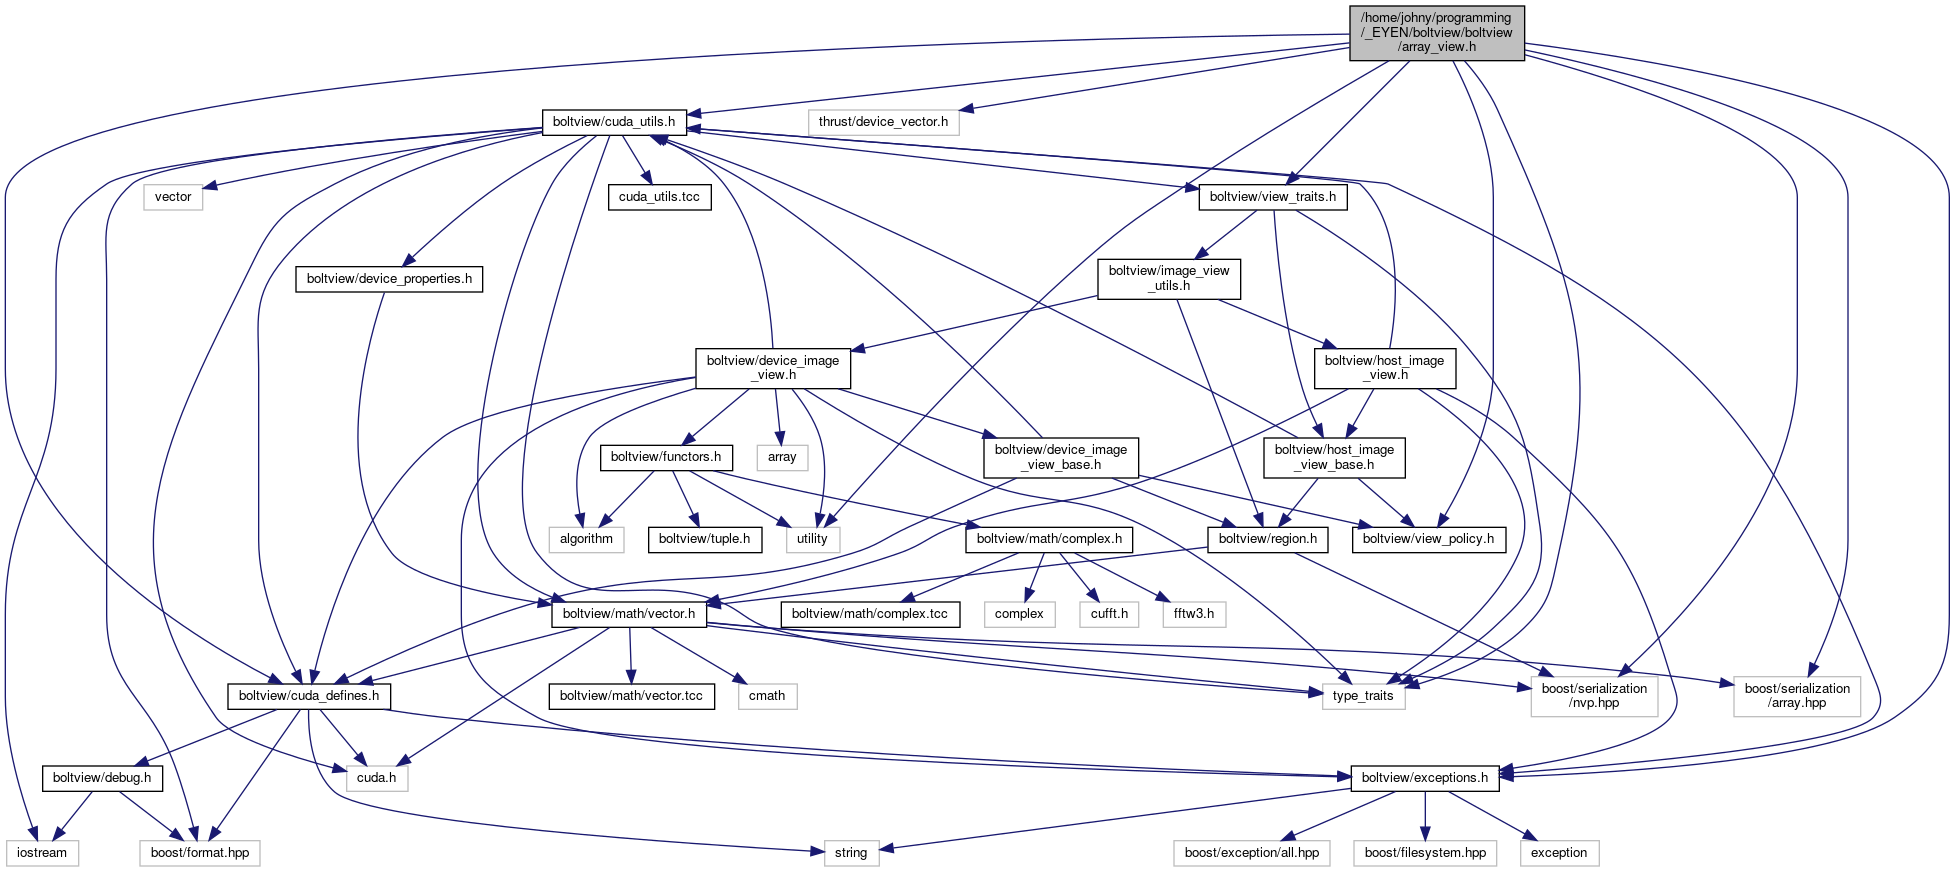 /home/johny/programming
/_EYEN/boltview/boltview
/array_view.h
boltview/cuda_utils.h
thrust/device_vector.h
vector
cuda_utils.tcc
boltview/view_traits.h
boltview/device_properties.h
boltview/image_view
_utils.h
boltview/device_image
_view.h
boltview/host_image
_view.h
boltview/functors.h
array
boltview/device_image
_view_base.h
boltview/host_image
_view_base.h
algorithm
boltview/tuple.h
utility
boltview/math/complex.h
boltview/region.h
boltview/view_policy.h
boltview/math/vector.h
boltview/math/complex.tcc
complex
cufft.h
fftw3.h
boltview/cuda_defines.h
boltview/math/vector.tcc
cmath
type_traits
boost/serialization
/nvp.hpp
boost/serialization
/array.hpp
boltview/debug.h
cuda.h
boltview/exceptions.h
iostream
boost/format.hpp
string
boost/exception/all.hpp
boost/filesystem.hpp
exception